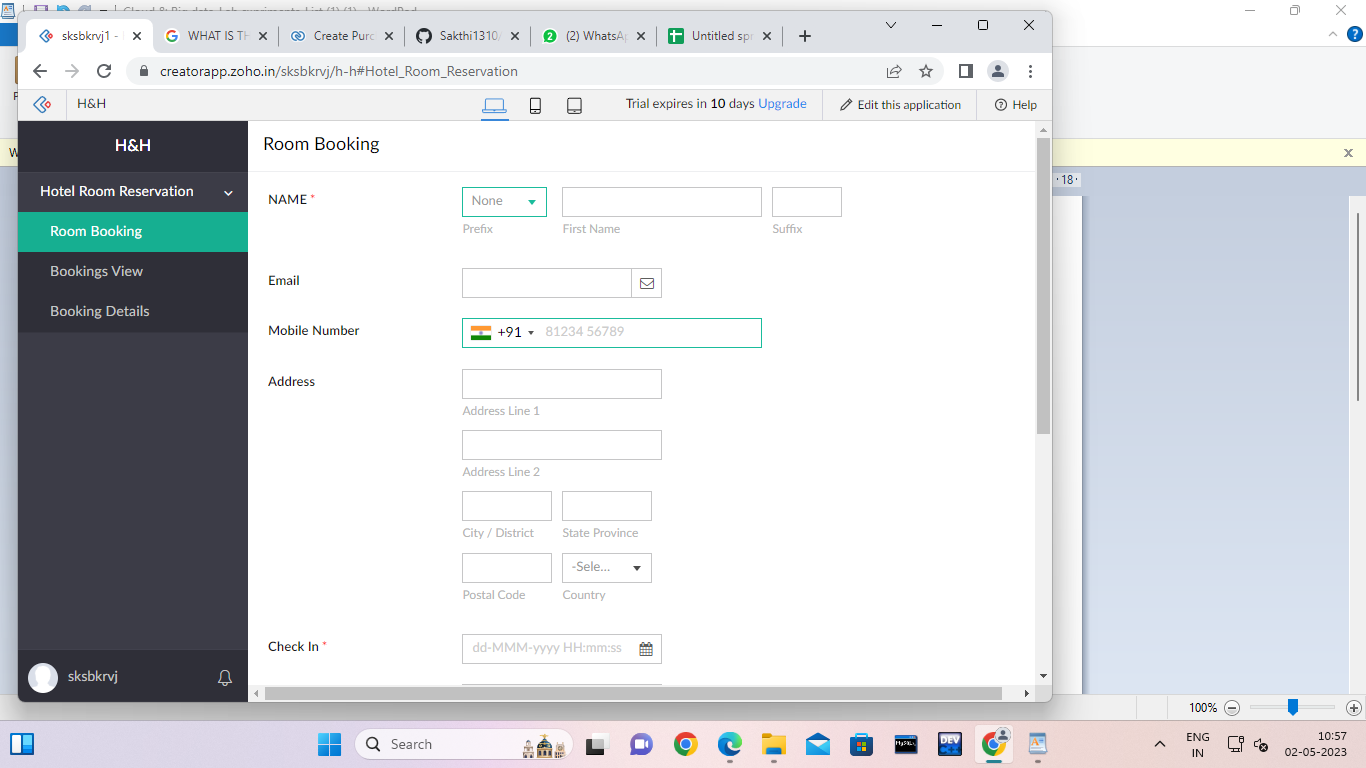 sksbkrvj1 -
WHAT IS TH
Create Purc
Sakthi1310/
(2) WhatsAp
Untitled spr
creatorapp.zoho.in/sksbkrvj/h-h#Hotel_Room_Reservation
H&H
Trial expires in 10 days Upgrade
Edit this application
Help
H&H
Hotel Room Reservation
Room Booking
Bookings View
Booking Details
sksbkrvj
Room Booking
NAME *
None
Prefix
First Name
Suffix
Email
Mobile Number
+91 81234 56789
Address
Address Line 1
Address Line 2
City / District
State Province
Postal Code
-Sele...
Country
Check In *
dd-MMM-yyyy HH:mm:ss
·18·
100%
Search
MySQL
DEV
ENG
IN
10:57
02-05-2023